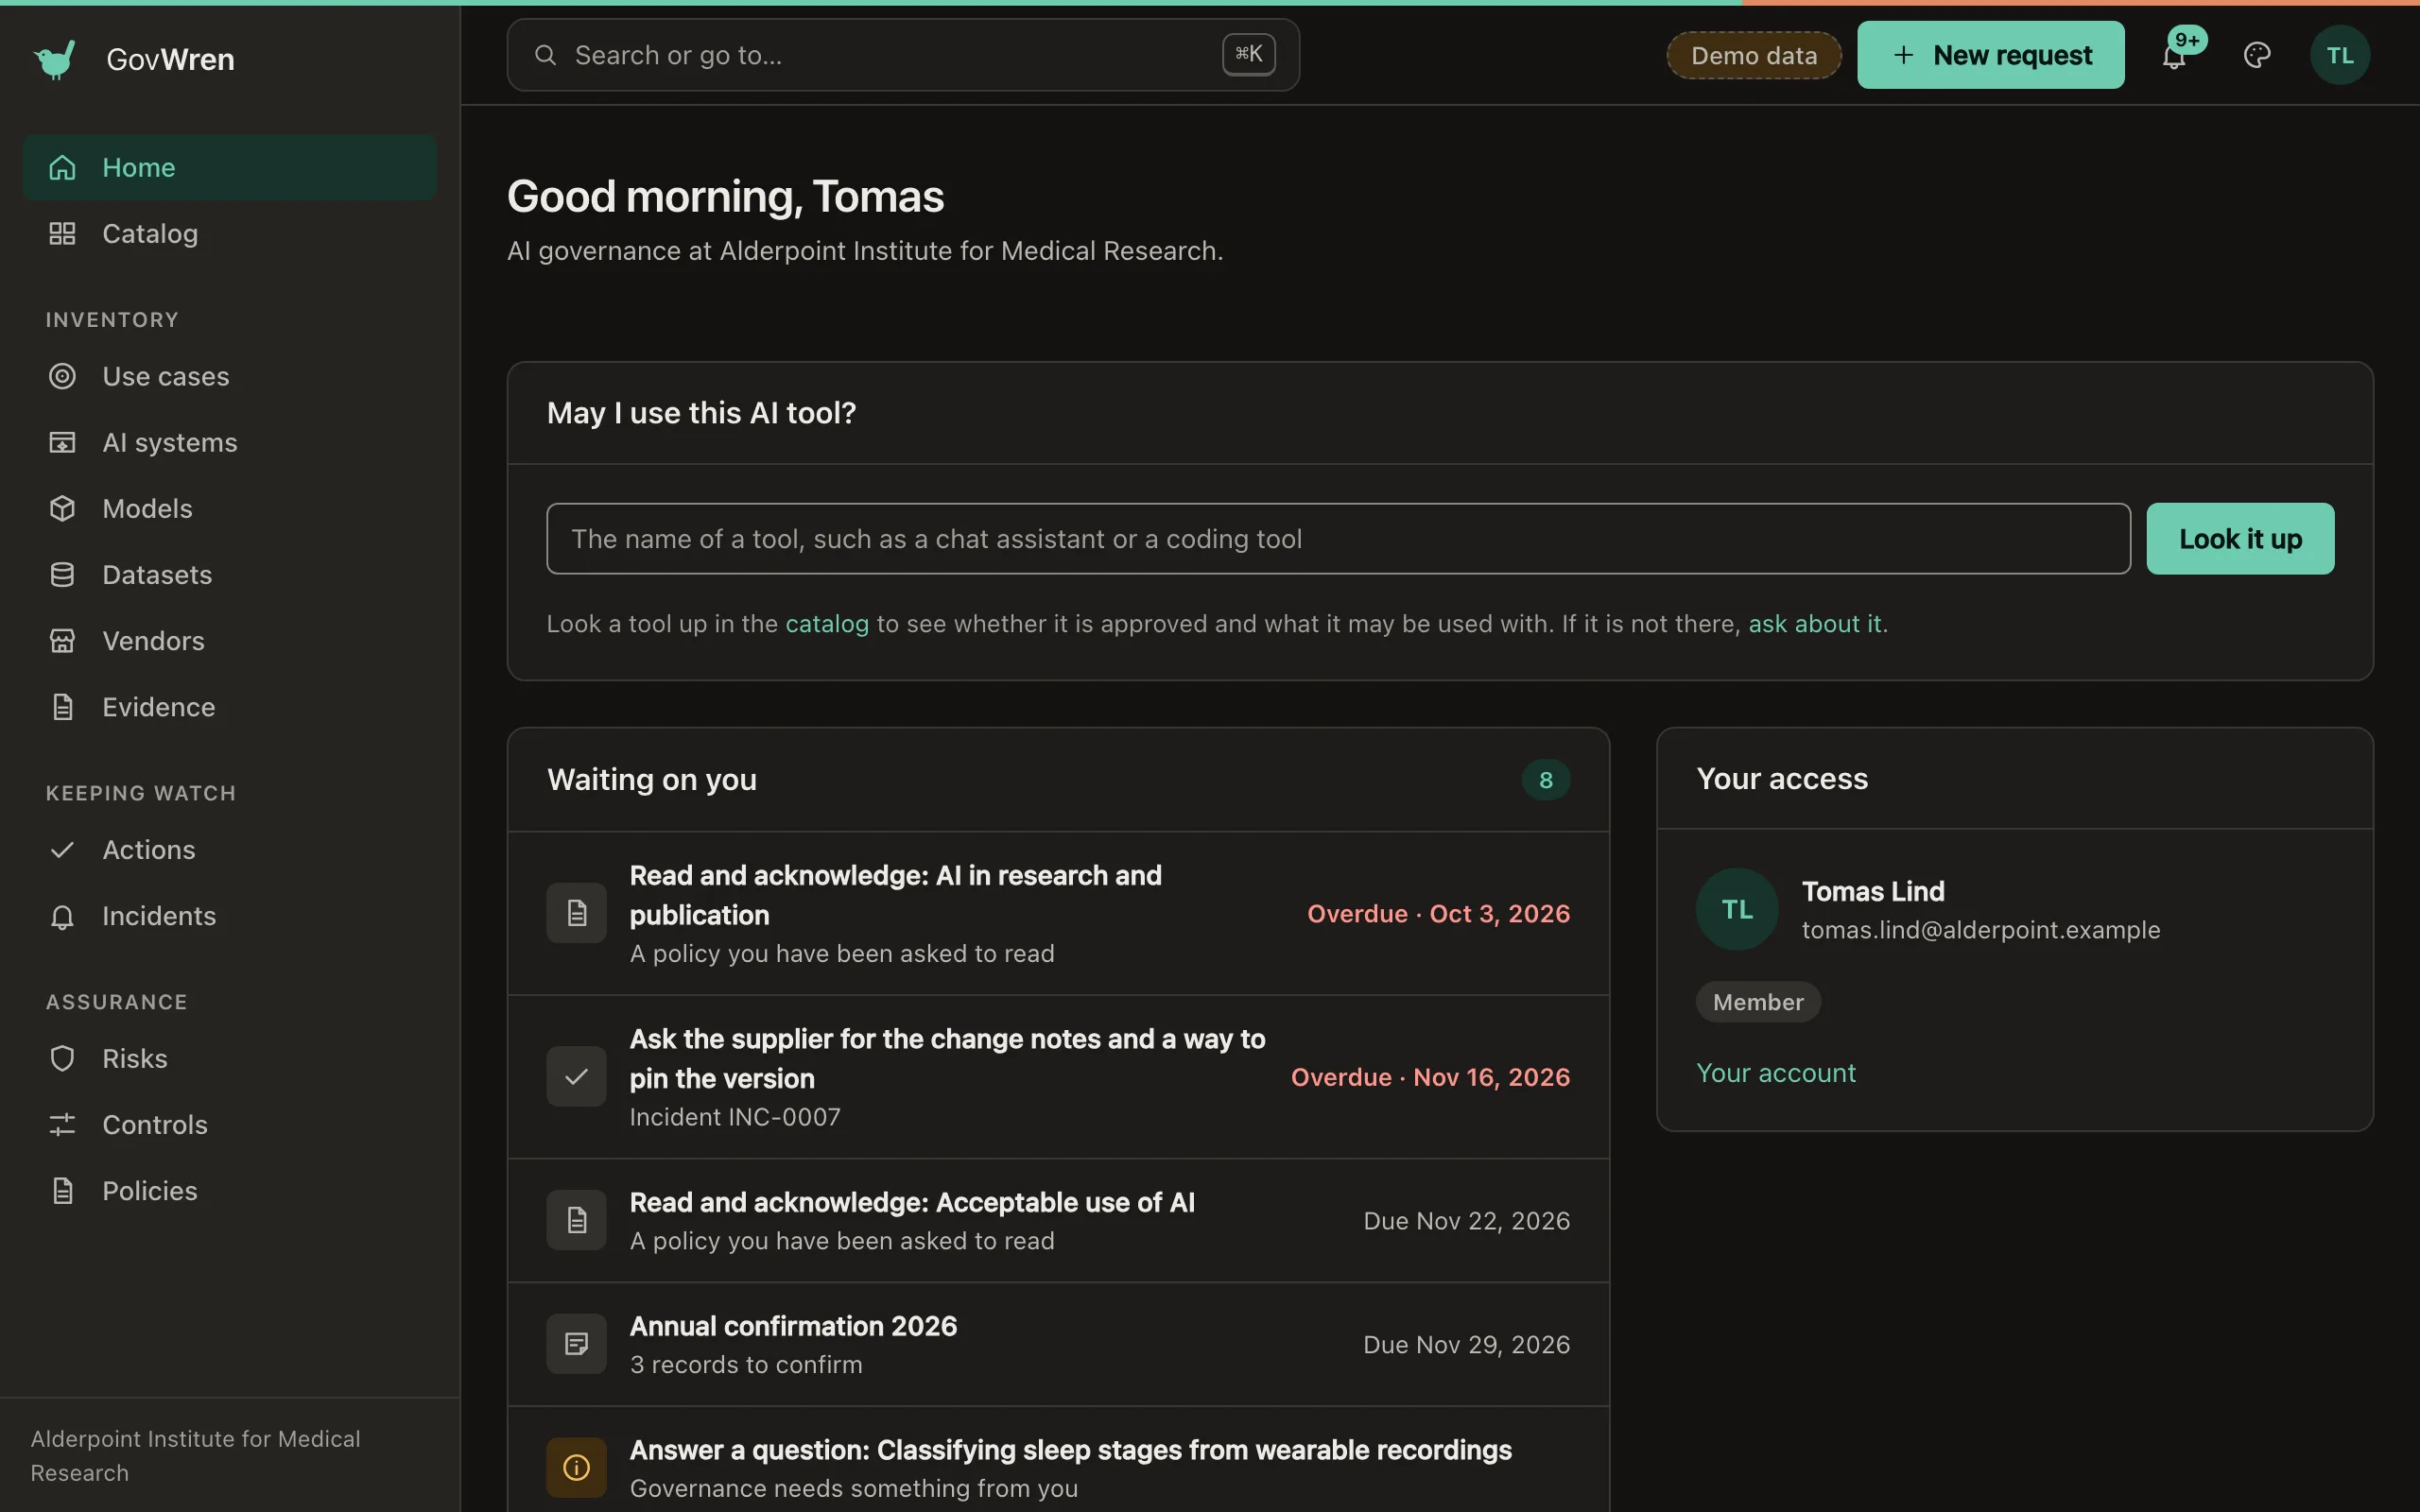 GovWren
Search or go to...
⌘K
Demo data
+ New request
9+
TL
Home
Catalog
INVENTORY
Use cases
AI systems
Models
Datasets
Vendors
Evidence
KEEPING WATCH
Actions
Incidents
ASSURANCE
Risks
Controls
Policies
Alderpoint Institute for Medical
Research
Good morning, Tomas
AI governance at Alderpoint Institute for Medical Research.
May I use this AI tool?
The name of a tool, such as a chat assistant or a coding tool
Look it up
Look a tool up in the catalog to see whether it is approved and what it may be used with. If it is not there, ask about it.
Waiting on you
8
Read and acknowledge: AI in research and
publication
A policy you have been asked to read
Overdue · Oct 3, 2026
Ask the supplier for the change notes and a way to
pin the version
Incident INC-0007
Overdue · Nov 16, 2026
Read and acknowledge: Acceptable use of AI
A policy you have been asked to read
Due Nov 22, 2026
Annual confirmation 2026
3 records to confirm
Due Nov 29, 2026
Answer a question: Classifying sleep stages from wearable recordings
Governance needs something from you
Your access
TL
Tomas Lind
tomas.lind@alderpoint.example
Member
Your account